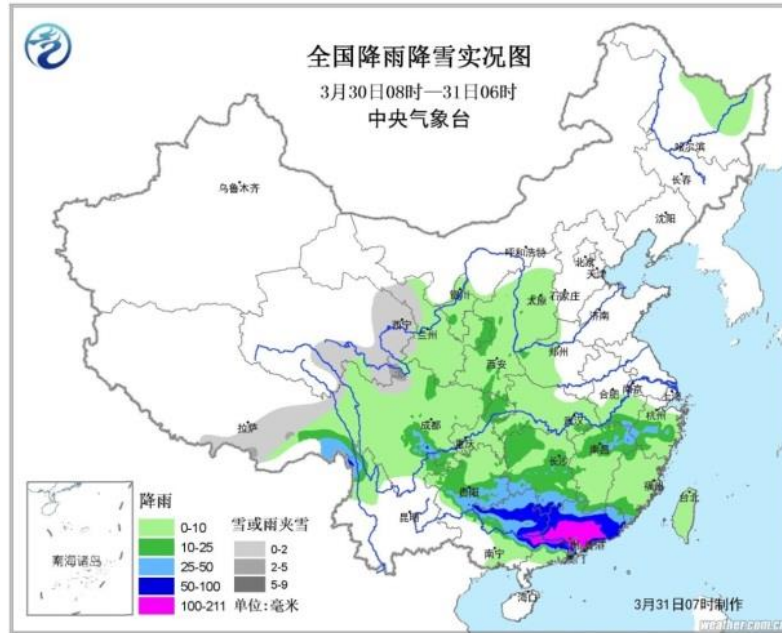 全国降雨降雪实况图
3月30日08时—31日06时
中央气象台
哈尔滨
长春
乌鲁木齐
沈阳
呼和浩特
北京
天津
银川
太原
石家庄
西宁
兰州
济南
郑州
西安
合肥
南京
上海
拉萨
成都
武汉
杭州
重庆
南昌
长沙
贵阳
福州
台北
昆明
南宁
海口
南海诸岛
降雨
0-10
10-25
25-50
50-100
100-211
雪或雨夹雪
0-2
2-5
5-9
单位:毫米
3月31日07时制作